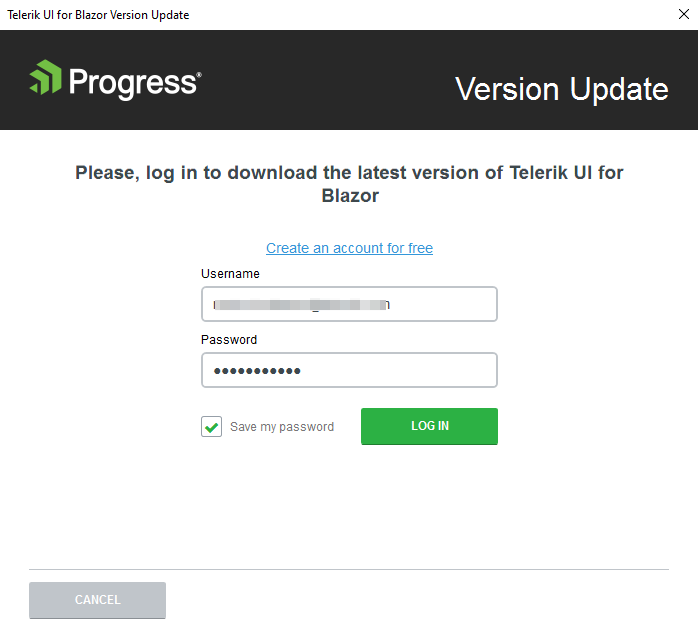 Telerik UI for Blazor Version Update
Progress®
Version Update
Please, log in to download the latest version of Telerik UI for
Blazor
Create an account for free
Username
Password
Save my password
LOG IN
CANCEL